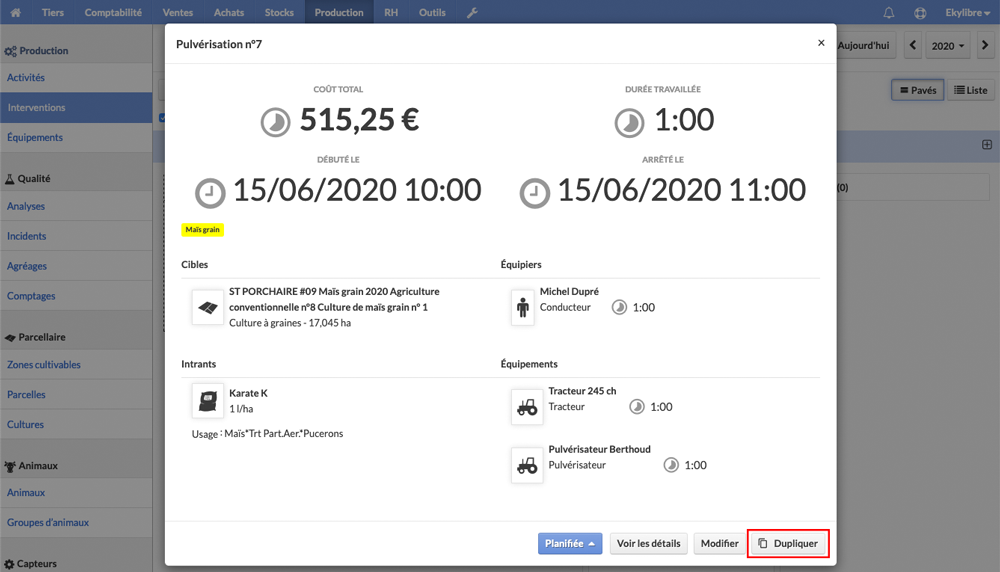 Tiers Comptabilité Ventes Achats Stocks Production RH Outils Ekylibre
Production
Activités
Interventions
Équipements
Qualité
Analyses
Incidents
Agréages
Comptages
Parcellaire
Zones cultivables
Parcelles
Cultures
Animaux
Animaux
Groupes d'animaux
Capteurs
Aujourd'hui 2020
Pavés Liste
(0)
Pulvérisation n°7 ×
COÛT TOTAL DURÉE TRAVAILLÉE
515,25 € 1:00
DÉBUTÉ LE ARRÊTÉ LE
15/06/2020 10:00 15/06/2020 11:00
Maïs grain
Cibles
ST PORCHAIRE #09 Maïs grain 2020 Agriculture
conventionelle n°8 Culture de maïs grain n° 1
Culture à graines - 17,045 ha
Équipiers
Michel Dupré
Conducteur 1:00
Intrants
Karate K
1 l/ha
Usage : Maïs*Trt Part.Aer.*Pucerons
Équipements
Tracteur 245 ch
Tracteur 1:00
Pulvérisateur Berthoud
Pulvérisateur 1:00
Planifiée Voir les détails Modifier Dupliquer